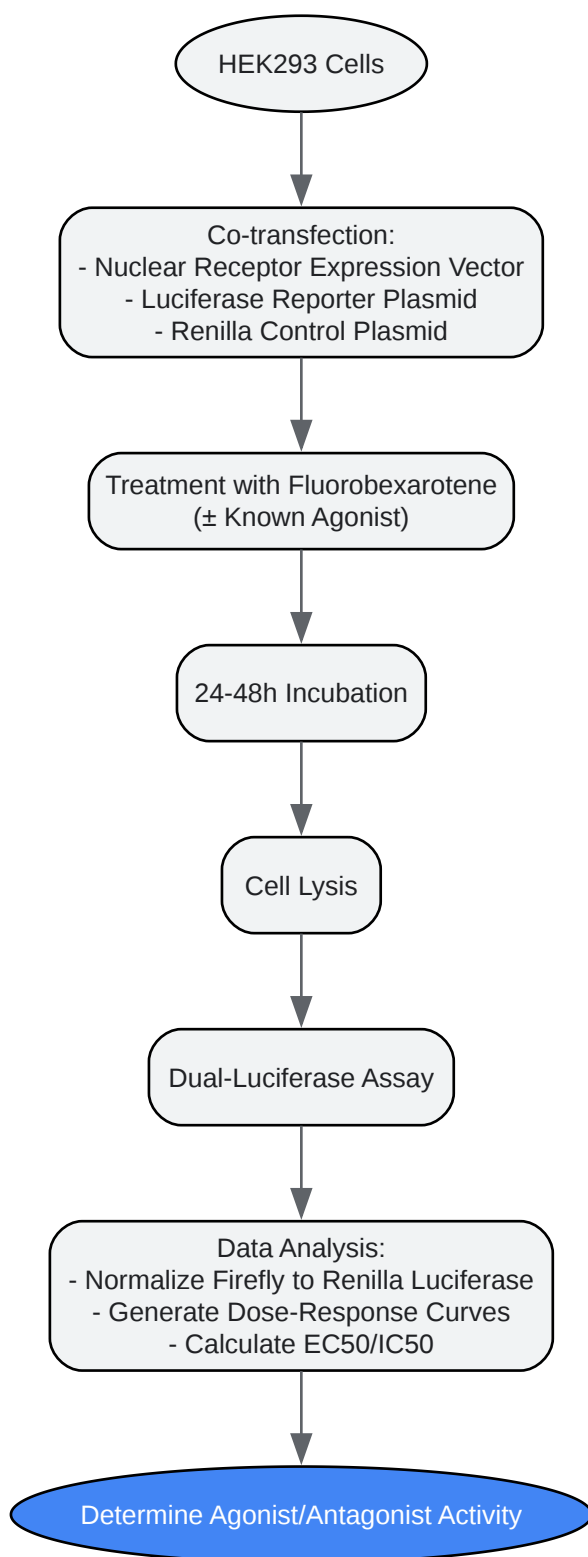 HEK293 Cells
Co-transfection:
- Nuclear Receptor Expression Vector
- Luciferase Reporter Plasmid
- Renilla Control Plasmid
Treatment with Fluorobexarotene
(± Known Agonist)
24-48h Incubation
Cell Lysis
Dual-Luciferase Assay
Data Analysis:
- Normalize Firefly to Renilla Luciferase
- Generate Dose-Response Curves
- Calculate EC50/IC50
Determine Agonist/Antagonist Activity